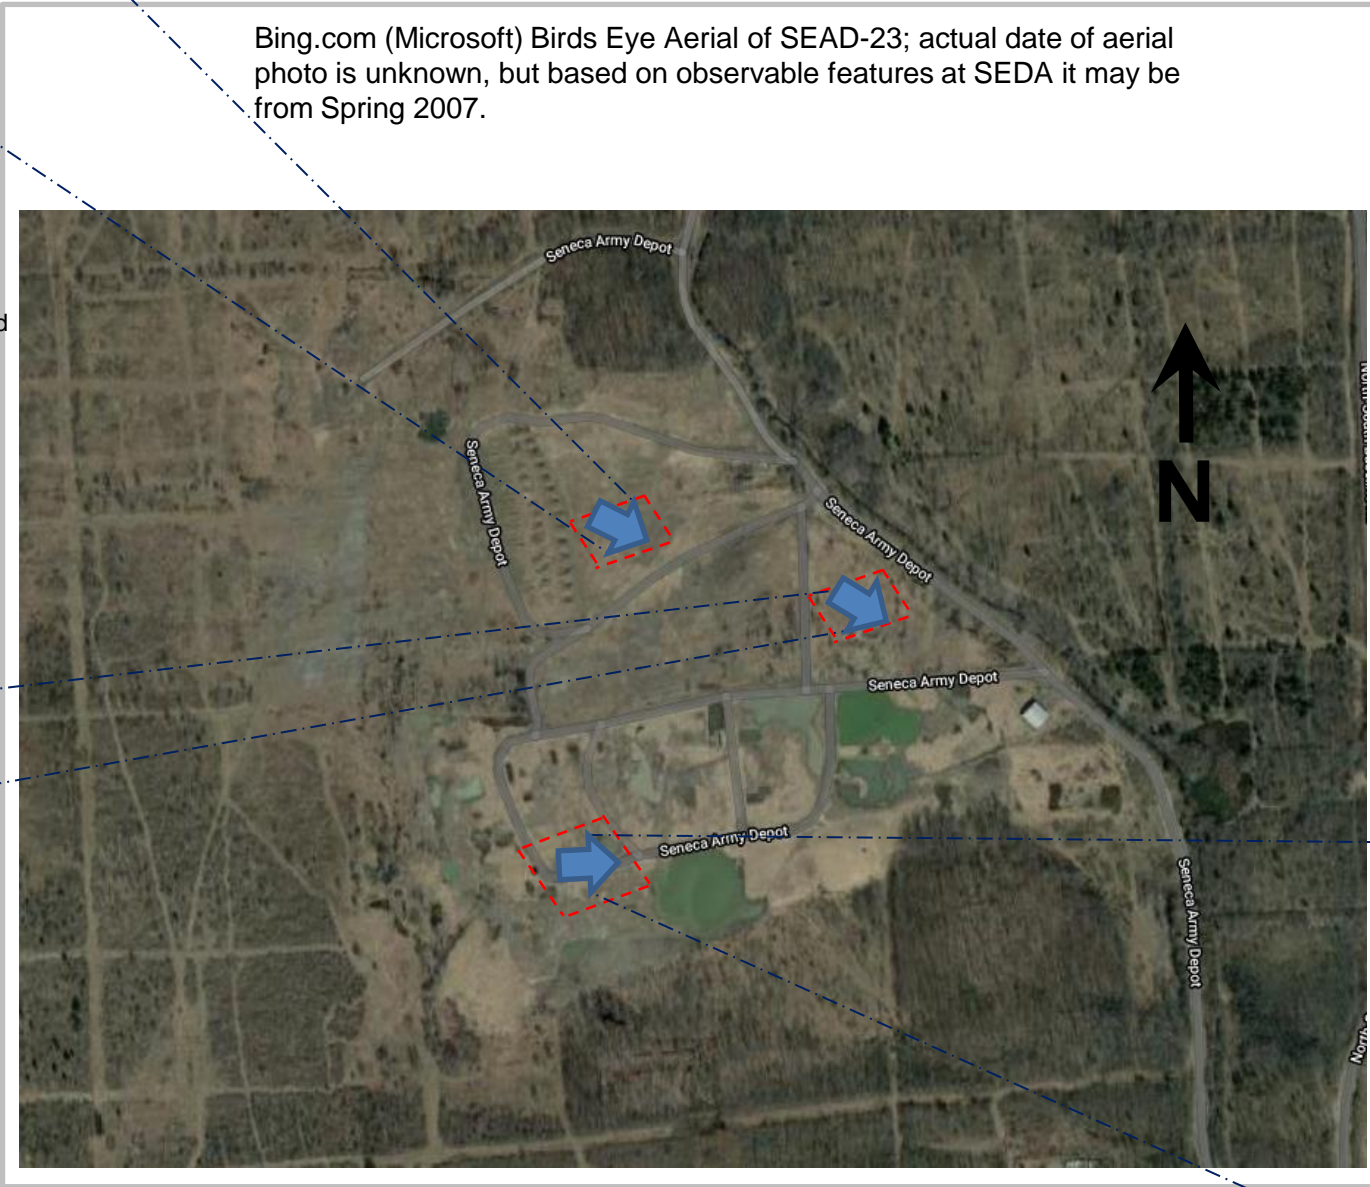 Bing.com (Microsoft) Birds Eye Aerial of SEAD-23; actual date of aerial
photo is unknown, but based on observable features at SEDA it may be
from Spring 2007.
Seneca Army Depot
d
N
Seneca Army Depot
Seneca Army Depot
Seneca Army Depot
Seneca Army Depot
Seneca Army Depot
North